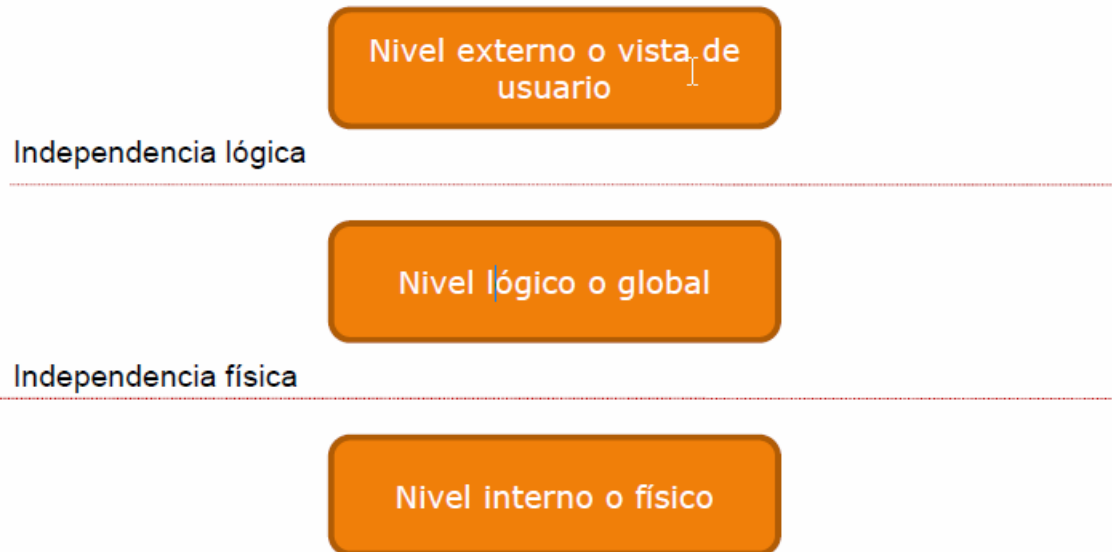 Nivel externo o vista de
usuario
Independencia lógica
Nivel lógico o global
Independencia física
Nivel interno o físico